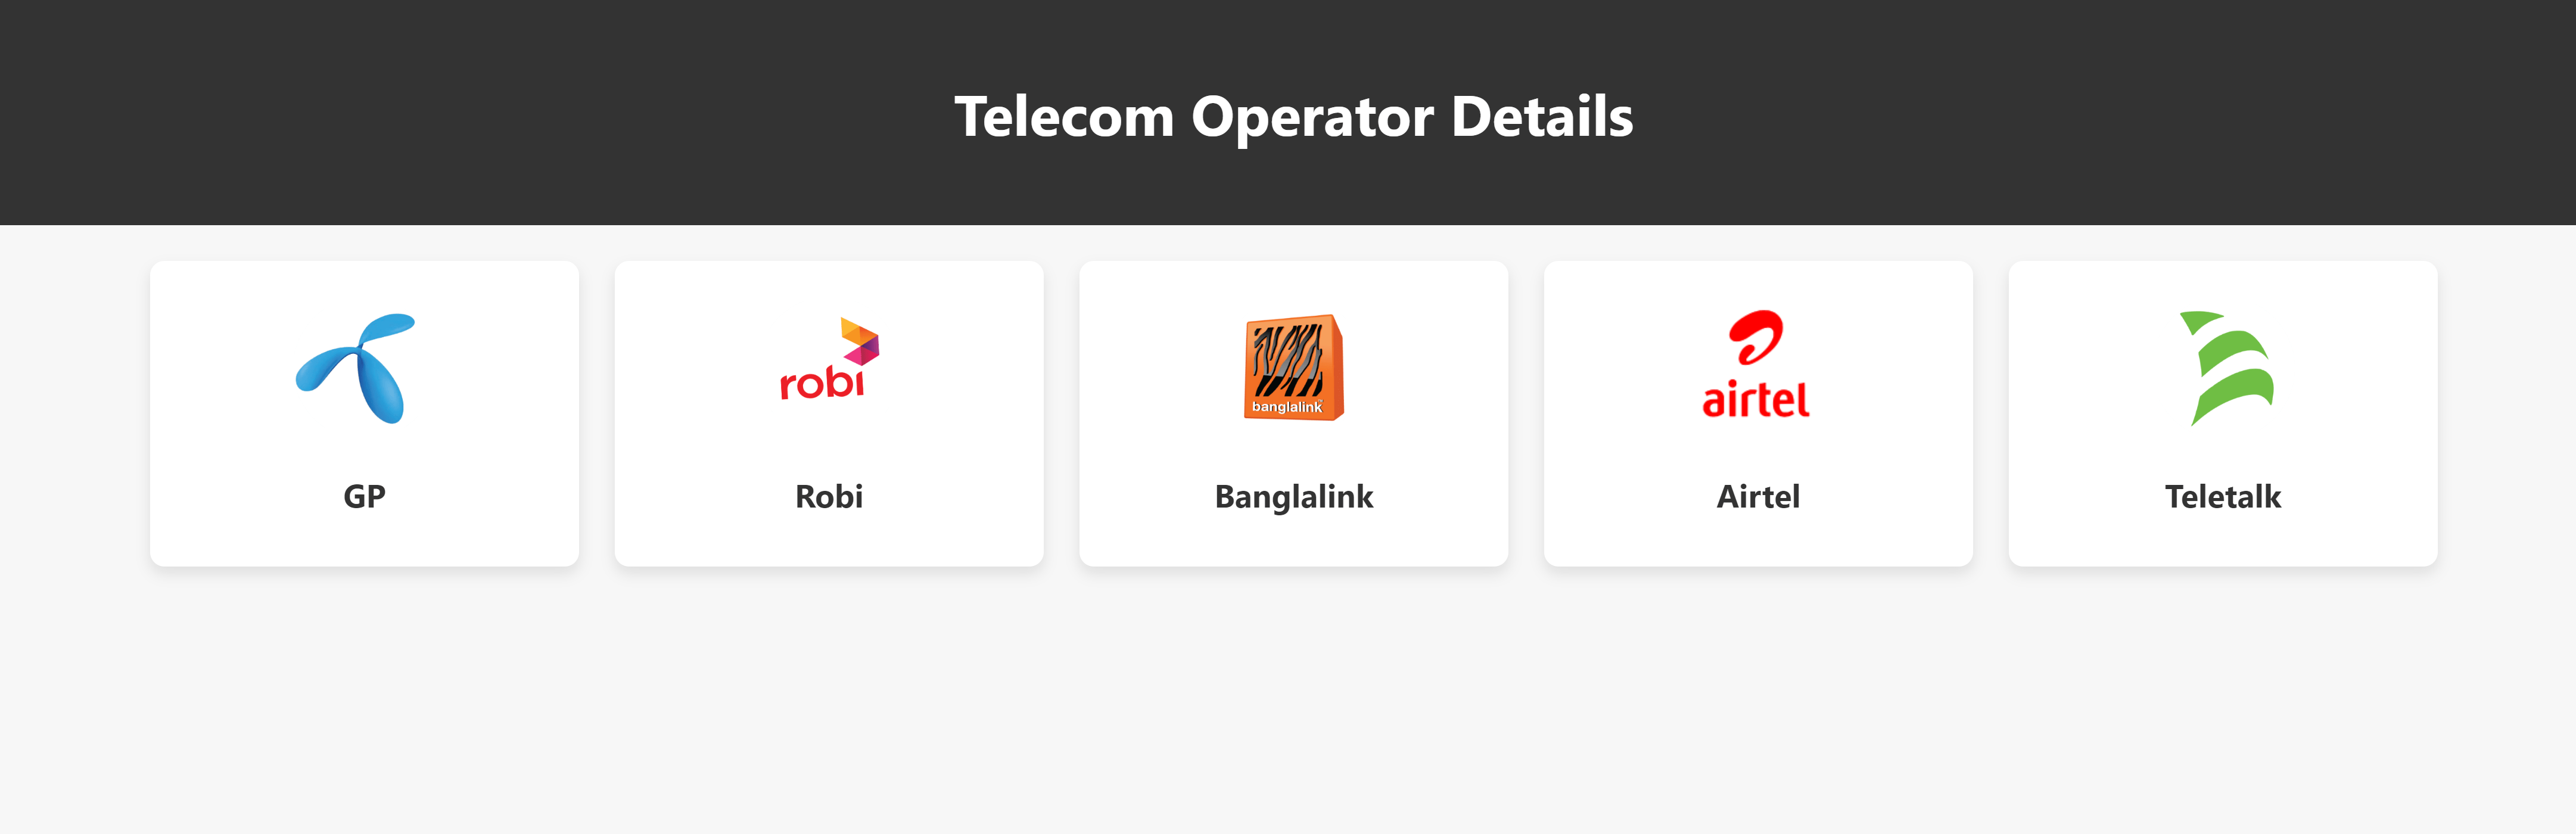 Telecom Operator Details
robi
banglalink
airtel
GP
Robi
Banglalink
Airtel
Teletalk